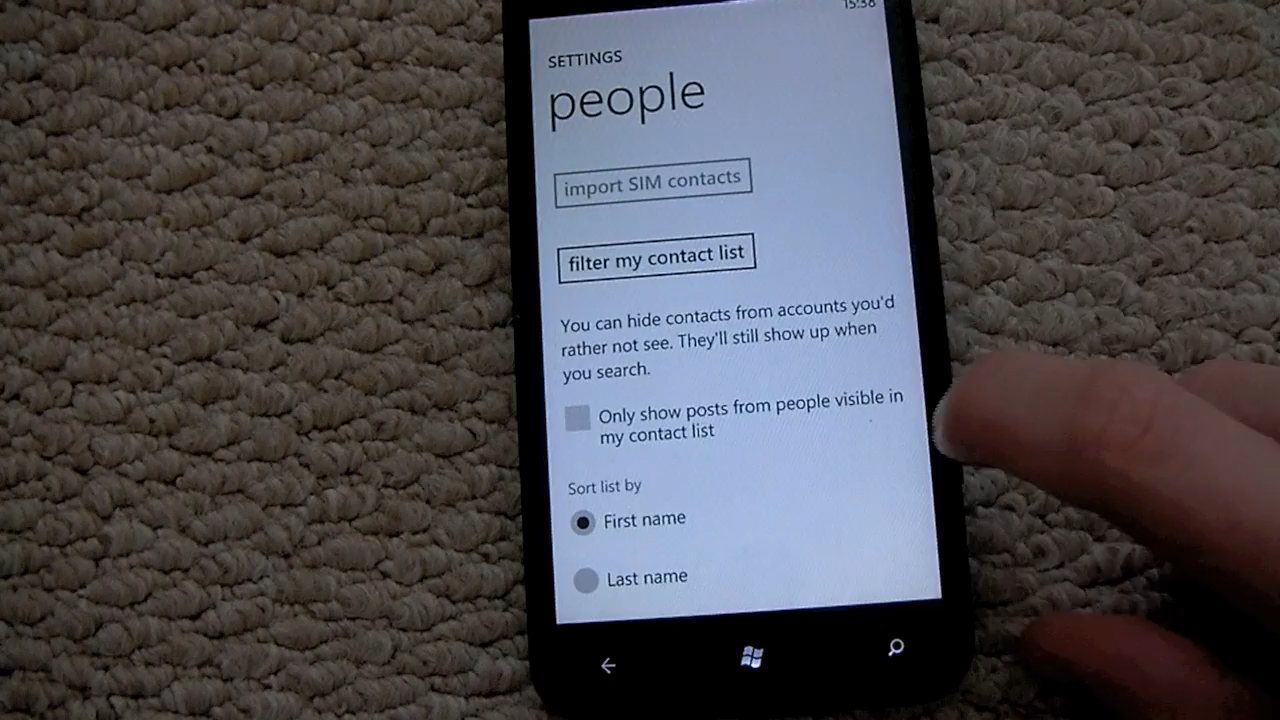 15:38
SETTINGS
people
import SIM contacts
filter my contact list
You can hide contacts from accounts you'd
rather not see. They'll still show up when
you search.
Only show posts from people visible in
my contact list
Sort list by
First name
Last name